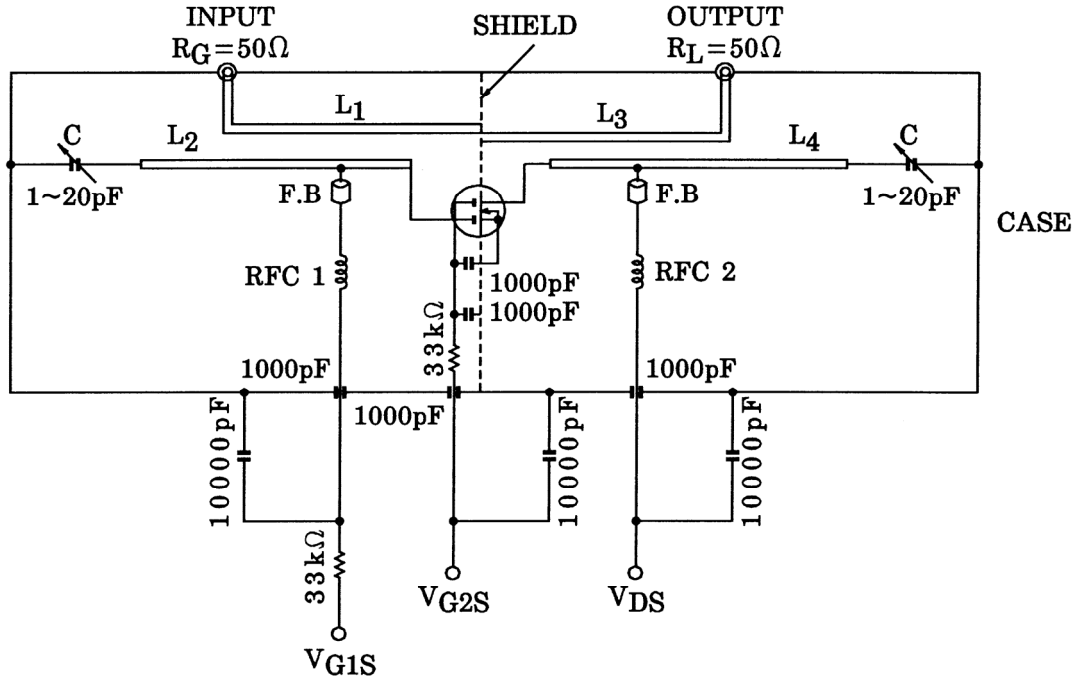 INPUT
R_G=50Ω
SHIELD
OUTPUT
R_L=50Ω
L1
L3
C
L2
L4
C
1~20pF
F.B
F.B
1~20pF
CASE
RFC 1
1000pF
RFC 2
1000pF
33kΩ
1000pF
1000pF
1000pF
10000pF
10000pF
10000pF
33kΩ
V_G2S
V_DS
V_G1S